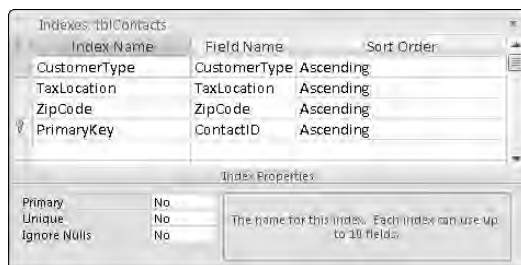 Indexes: tblContacts
Index Name Field Name Sort Order
CustomerType CustomerType Ascending
TaxLocation TaxLocation Ascending
ZipCode ZipCode Ascending
PrimaryKey ContactID Ascending
Index Properties
Primary No
Unique No
Ignore Nulls No
The name for this index. Each index can use up
to 10 fields.